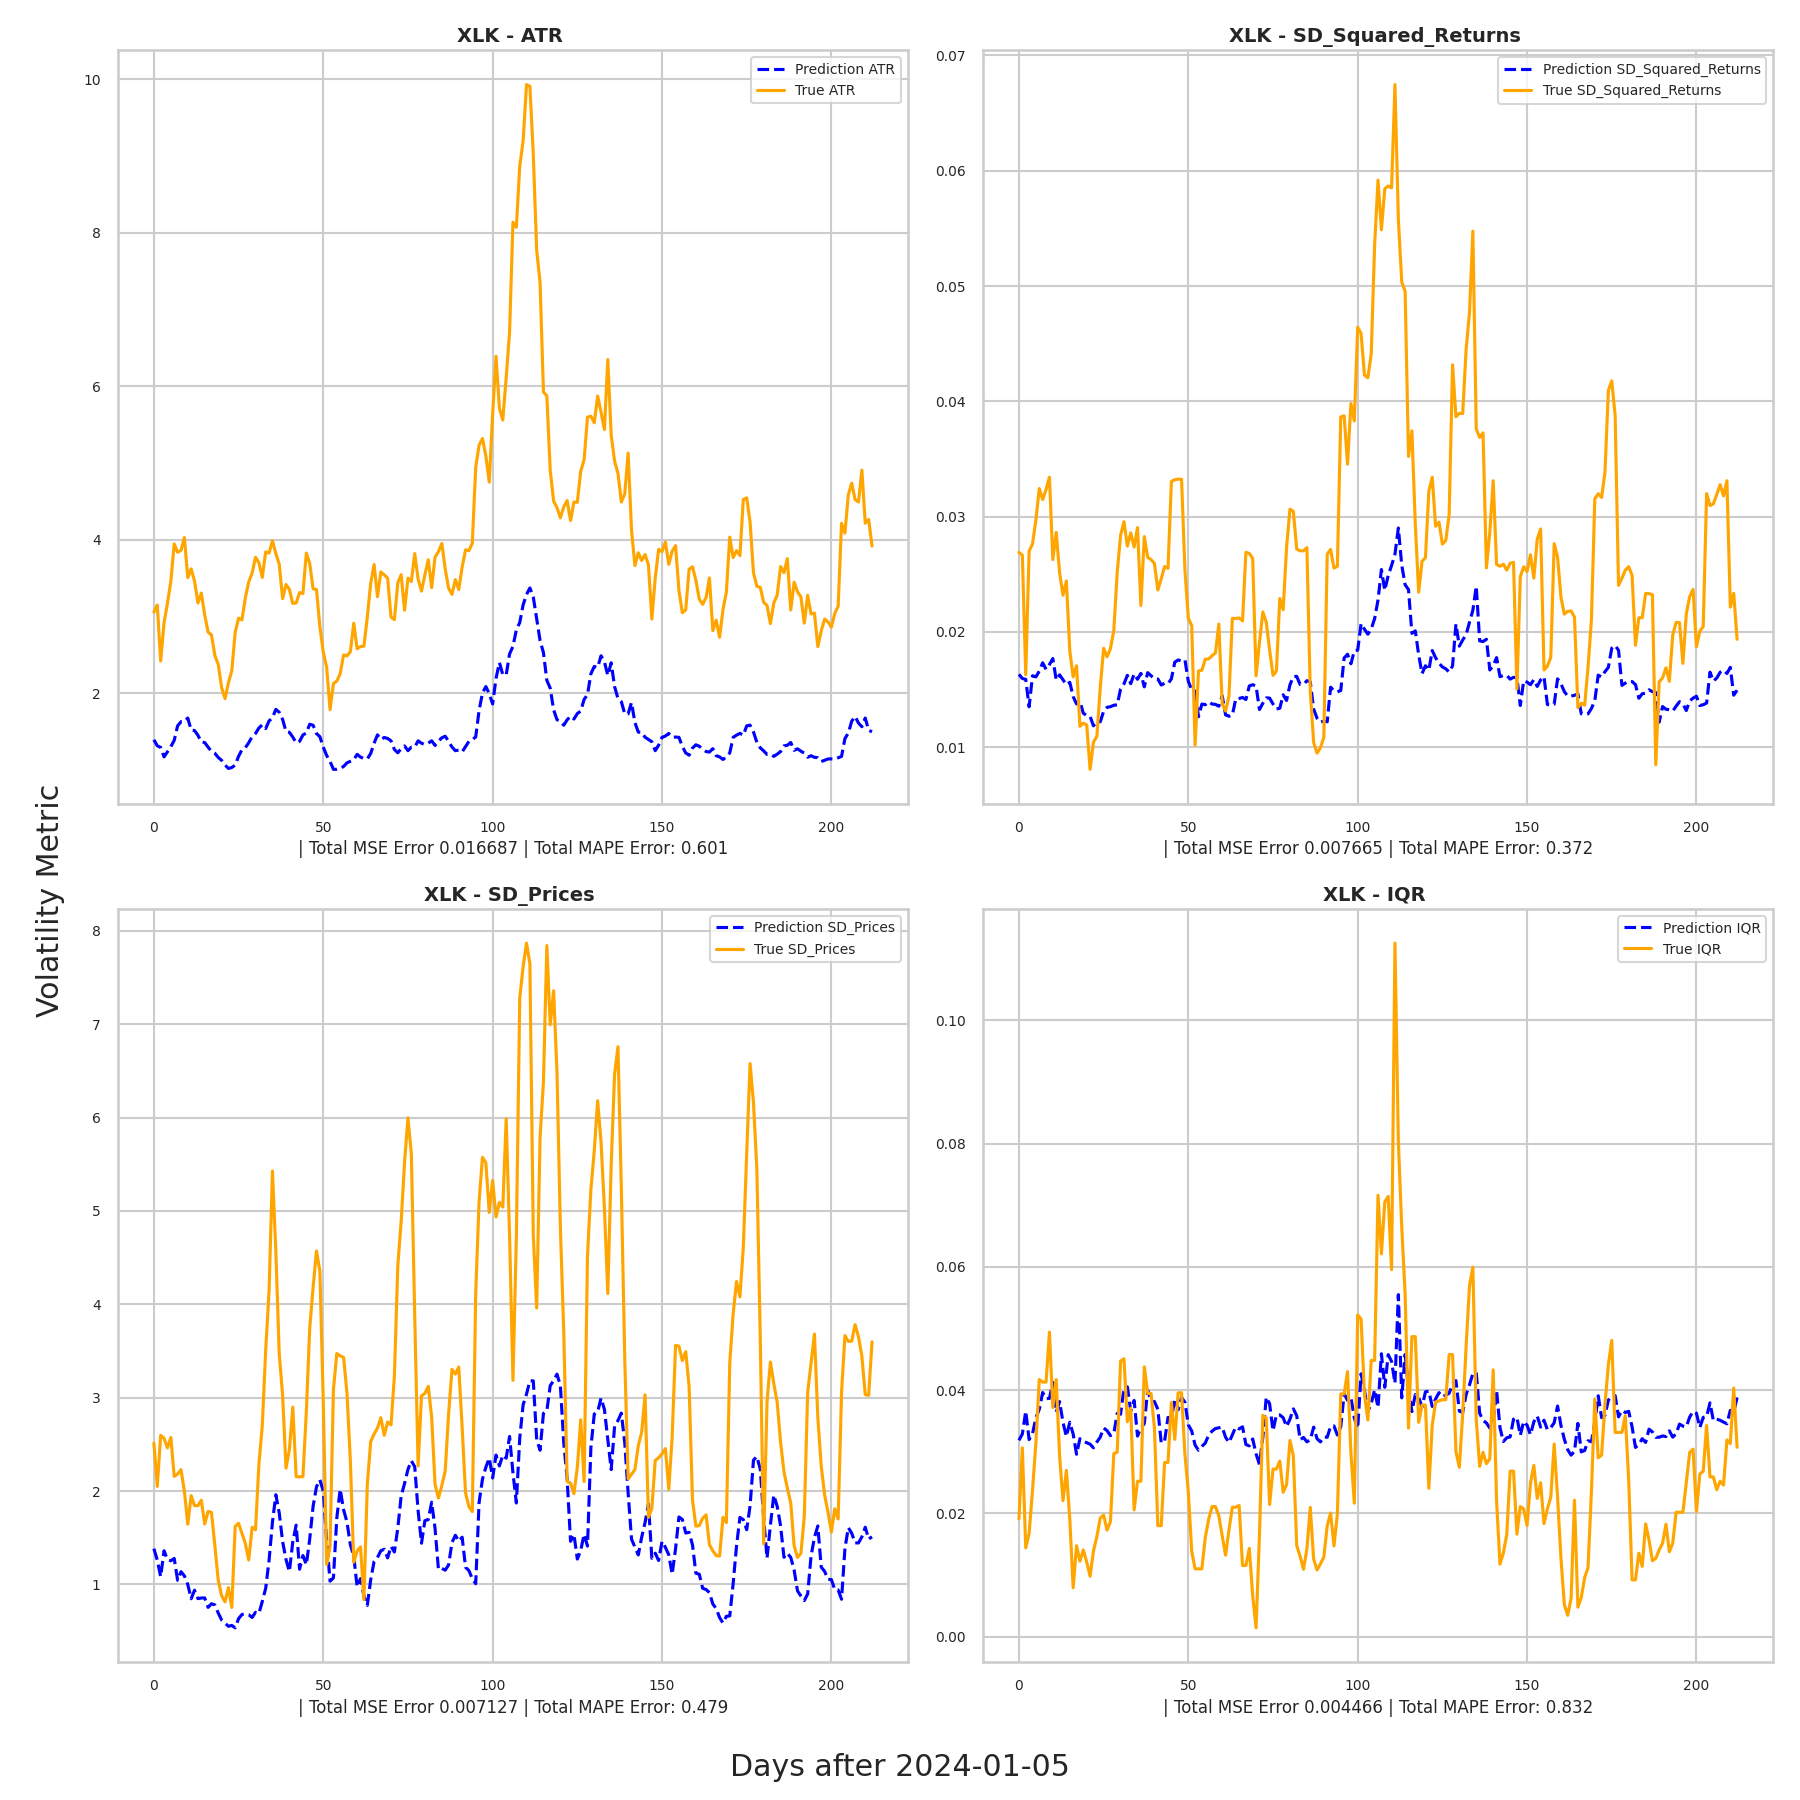 XLK - ATR
Prediction ATR
True ATR
10
8
6
4
2
0
50
100
150
200
| Total MSE Error 0.016687 | Total MAPE Error: 0.601
XLK - SD_Squared_Returns
Prediction SD_Squared_Returns
True SD_Squared_Returns
0.07
0.06
0.05
0.04
0.03
0.02
0.01
0
50
100
150
200
| Total MSE Error 0.007665 | Total MAPE Error: 0.372
Volatility Metric
XLK - SD_Prices
Prediction SD_Prices
True SD_Prices
8
7
6
5
4
3
2
1
0
50
100
150
200
| Total MSE Error 0.007127 | Total MAPE Error: 0.479
XLK - IQR
Prediction IQR
True IQR
0.10
0.08
0.06
0.04
0.02
0.00
0
50
100
150
200
| Total MSE Error 0.004466 | Total MAPE Error: 0.832
Days after 2024-01-05